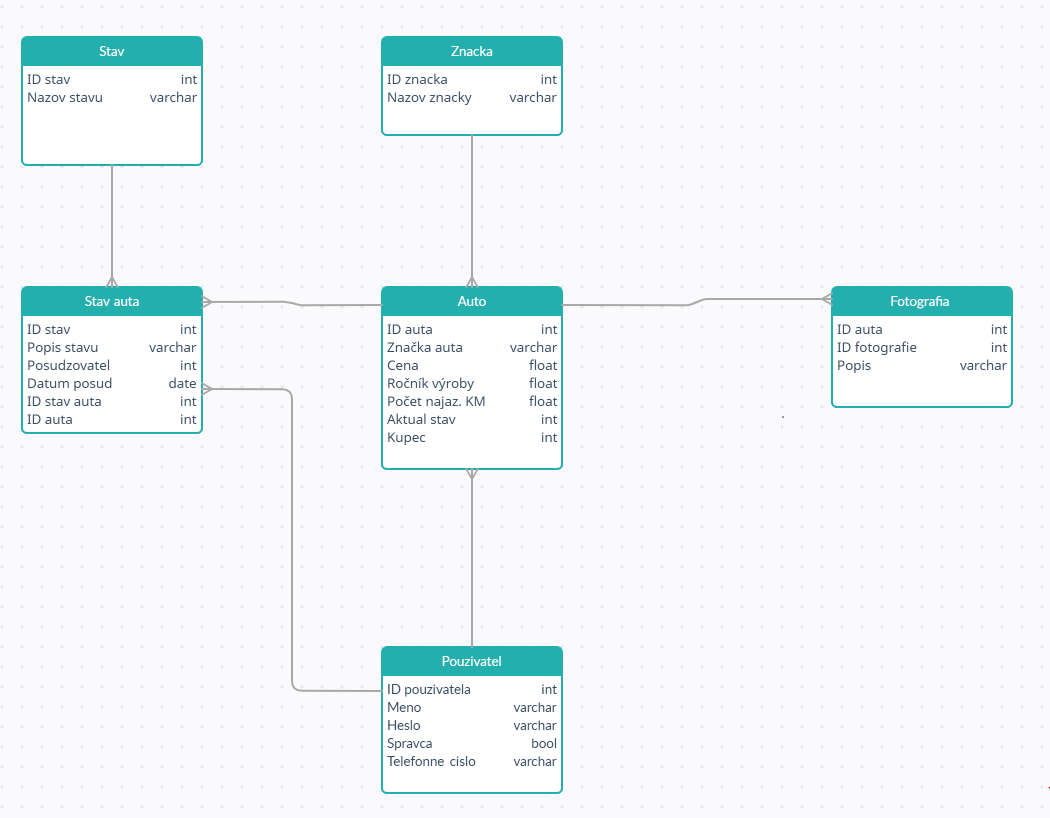 Stav
ID stav int
Nazov stavu varchar
Znacka
ID znacka int
Nazov znacky varchar
Stav auta
ID stav int
Popis stavu varchar
Posudzovatel int
Datum posud date
ID stav auta int
ID auta int
Auto
ID auta int
Značka auta varchar
Cena float
Ročník výroby float
Počet najaz. KM float
Aktual stav int
Kupec int
Fotografia
ID auta int
ID fotografie int
Popis varchar
Pouzivatel
ID pouzivatela int
Meno varchar
Heslo varchar
Spravca bool
Telefonne cislo varchar